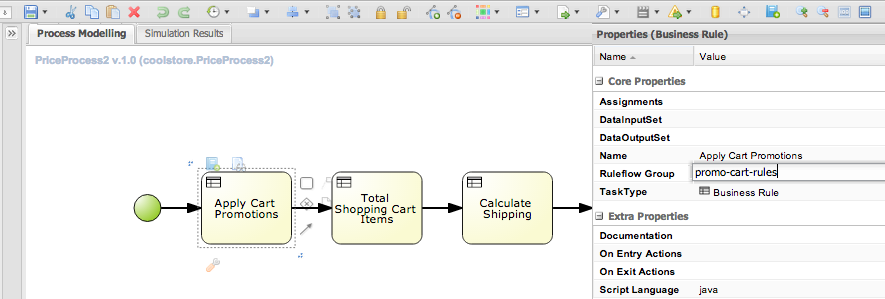 Process Modelling
Simulation Results
PriceProcess2 v.1.0 (coolstore.PriceProcess2)
Apply Cart
Promotions
Total
Shopping Cart
Items
Calculate
Shipping
Properties (Business Rule)
Name Value
Core Properties
Assignments
DataInputSet
DataOutputSet
Name Apply Cart Promotions
Ruleflow Group promo-cart-rules
TaskType Business Rule
Extra Properties
Documentation
On Entry Actions
On Exit Actions
Script Language java